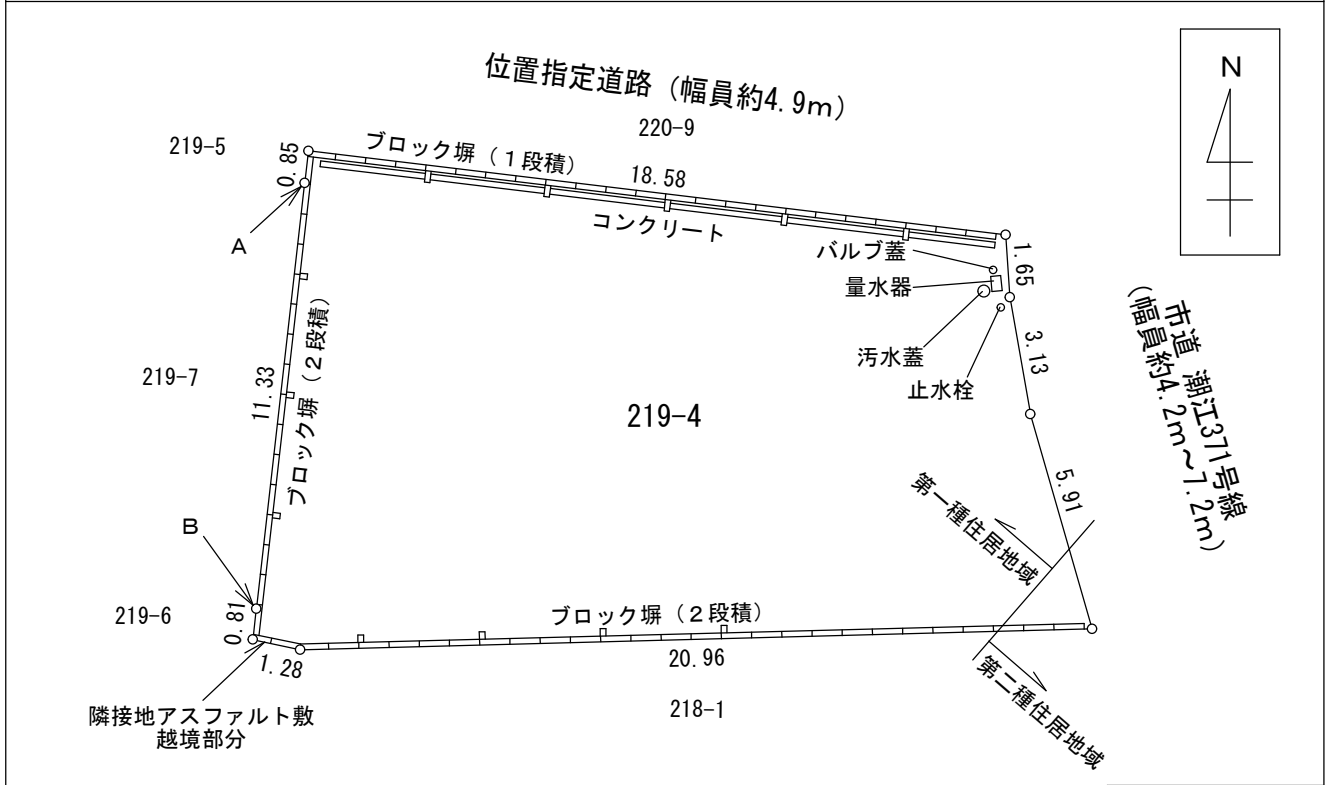 位置指定道路（幅員約4.9m）
N
220-9
219-5
ブロック塀（１段積）
0.85
18.58
コンクリート
A
バルブ蓋
1.65
量水器
市道 潮江371号線
（幅員約4.2m～7.2m）
汚水蓋
3.13
止水栓
219-7
11.33
ブロック塀（２段積）
219-4
5.91
第一種住居地域
B
219-6
0.81
ブロック塀（２段積）
1.28
20.96
第二種住居地域
218-1
隣接地アスファルト敷
越境部分